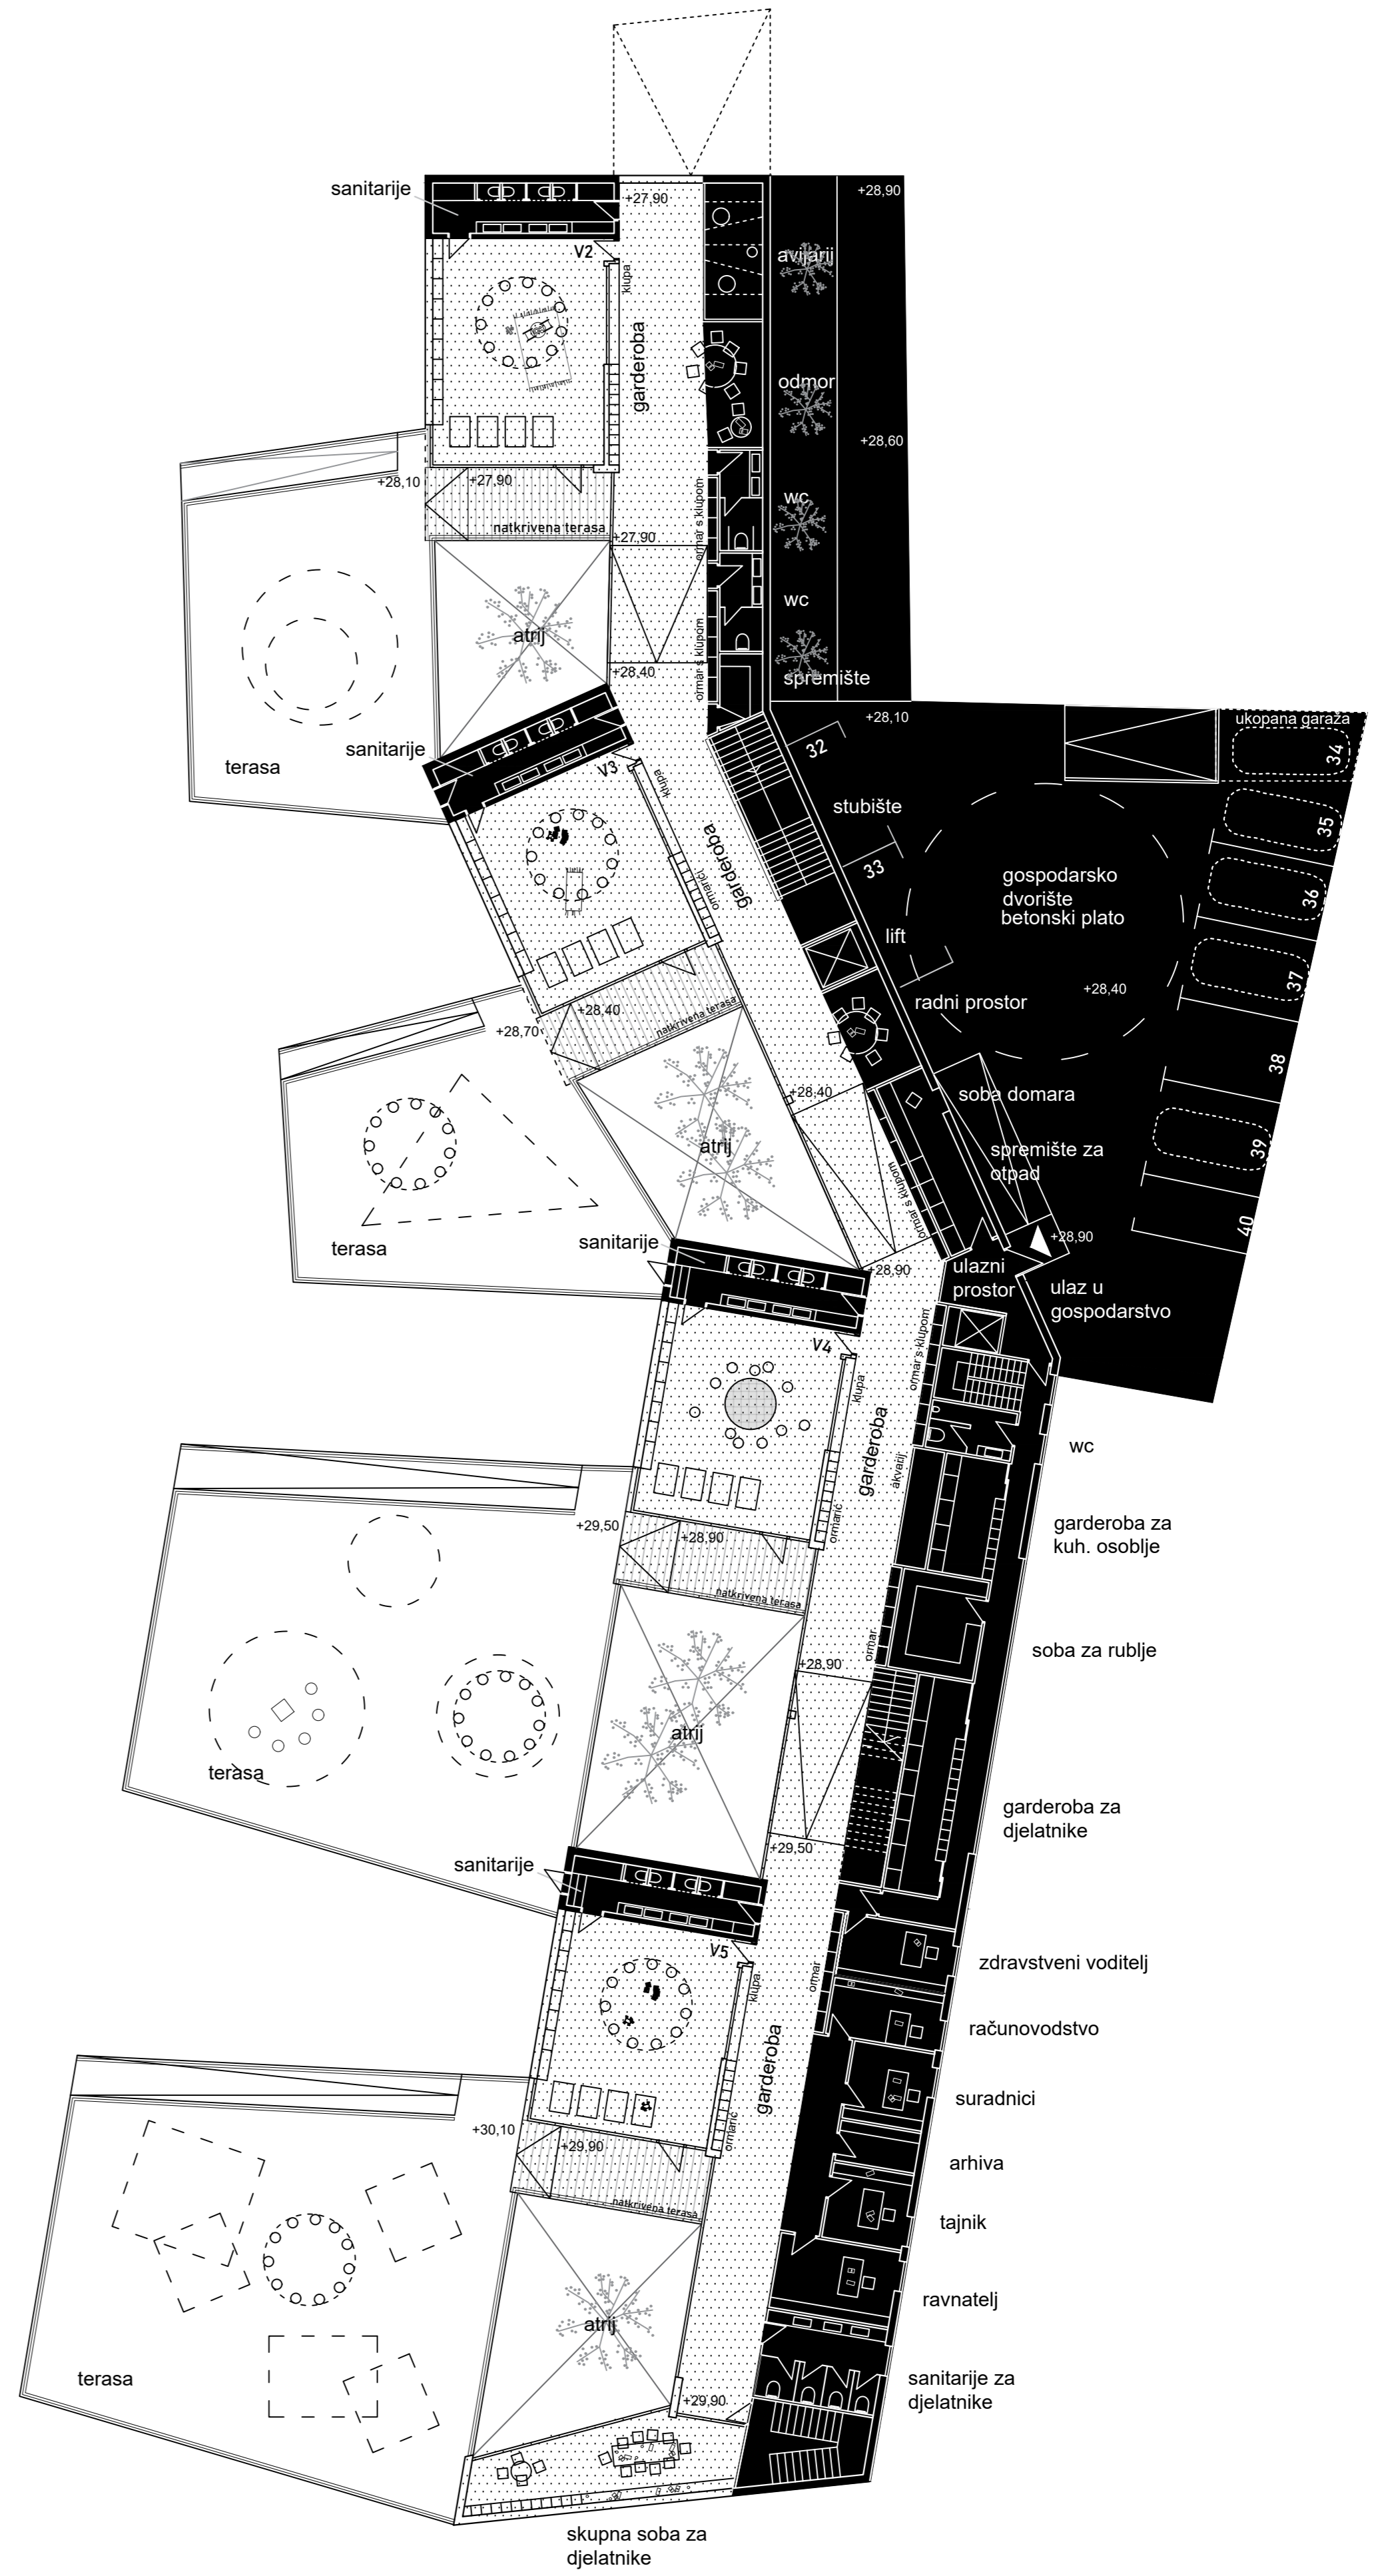 sanitarije
+27,90
+28,90
V2
klupa
avijarij
garderoba
odmor
+28,60
+28,10
+27,90
natkrivena terasa
ormar s klupom
wc
+27,90
wc
atrij
ormar s klupom
+28,40
spremište
+28,10
ukopana garaža
32
34
sanitarije
terasa
V3
klupa
stubište
35
garderoba
ormarići
33
gospodarsko
dvorište
betonski plato
36
lift
37
+28,40
radni prostor
+28,40
+28,70
natkrivena terasa
38
+28,40
soba domara
atrij
spremište za
otpad
39
ormar s klupom
terasa
sanitarije
40
+28,90
+28,90
ulazni
prostor
ulaz u
gospodarstvo
V4
klupa
ormar s klupom
garderoba
wc
akvarij
ormarić
+29,50
+28,90
garderoba za
kuh. osoblje
natkrivena terasa
ormar
soba za rublje
+28,90
atrij
terasa
garderoba za
djelatnike
+29,50
sanitarije
V5
klupa
ormar
zdravstveni voditelj
garderoba
računovodstvo
suradnici
ormarić
+30,10
+29,90
arhiva
natkrivena terasa
tajnik
ravnatelj
atrij
terasa
sanitarije za
djelatnike
+29,90
skupna soba za
djelatnike